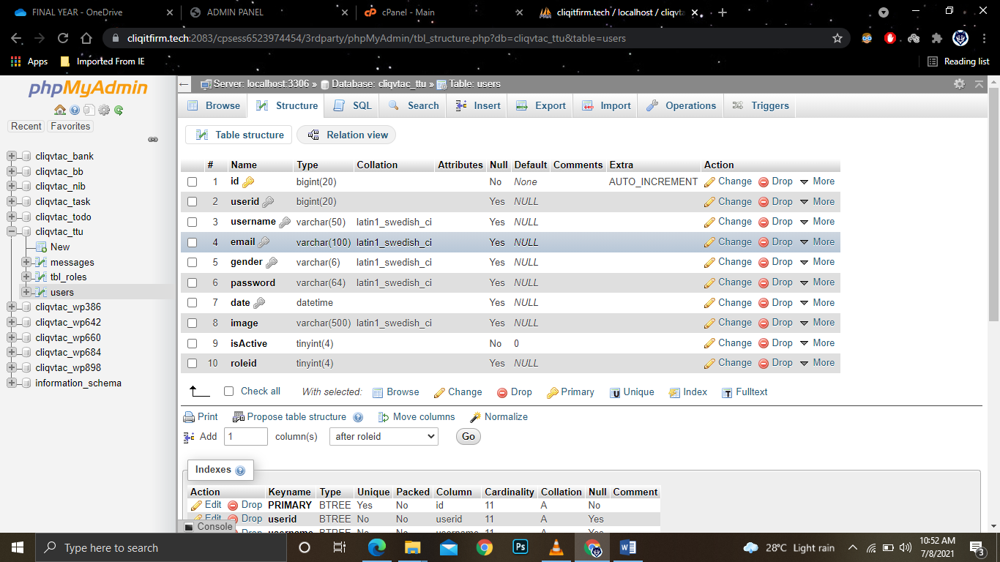 FINAL YEAR - OneDrive ADMIN PANEL cPanel - Main cliqitfirm.tech / localhost / cliqvta
cliqitfirm.tech:2083/cpsess6523974454/3rdparty/phpMyAdmin/tbl_structure.php?db=cliqvtac_ttu&table=users
Apps Imported From IE Reading list
phpMyAdmin
Recent Favorites
cliqvtac_bank
cliqvtac_bb
cliqvtac_nib
cliqvtac_task
cliqvtac_todo
cliqvtac_ttu
New
messages
tbl_roles
users
cliqvtac_wp386
cliqvtac_wp642
cliqvtac_wp660
cliqvtac_wp684
cliqvtac_wp898
information_schema
Server: localhost:3306 » Database: cliqvtac_ttu » Table: users
Browse Structure SQL Search Insert Export Import Operations Triggers
Table structure Relation view
# Name Type Collation Attributes Null Default Comments Extra Action
1 id bigint(20) No None AUTO_INCREMENT Change Drop More
2 userid bigint(20) Yes NULL Change Drop More
3 username varchar(50) latin1_swedish_ci Yes NULL Change Drop More
4 email varchar(100) latin1_swedish_ci Yes NULL Change Drop More
5 gender varchar(6) latin1_swedish_ci Yes NULL Change Drop More
6 password varchar(64) latin1_swedish_ci Yes NULL Change Drop More
7 date datetime Yes NULL Change Drop More
8 image varchar(500) latin1_swedish_ci Yes NULL Change Drop More
9 isActive tinyint(4) No 0 Change Drop More
10 roleid tinyint(4) Yes NULL Change Drop More
Check all With selected: Browse Change Drop Primary Unique Index Fulltext
Print Propose table structure Move columns Normalize
Add 1 column(s) after roleid Go
Indexes
Action Keyname Type Unique Packed Column Cardinality Collation Null Comment
Edit Drop PRIMARY BTREE Yes No id 11 A No
Edit Drop userid BTREE No No userid 11 A Yes
Drop username BTREE No No username 11 A Yes
Console
Type here to search 28°C Light rain 10:52 AM
7/8/2021
3